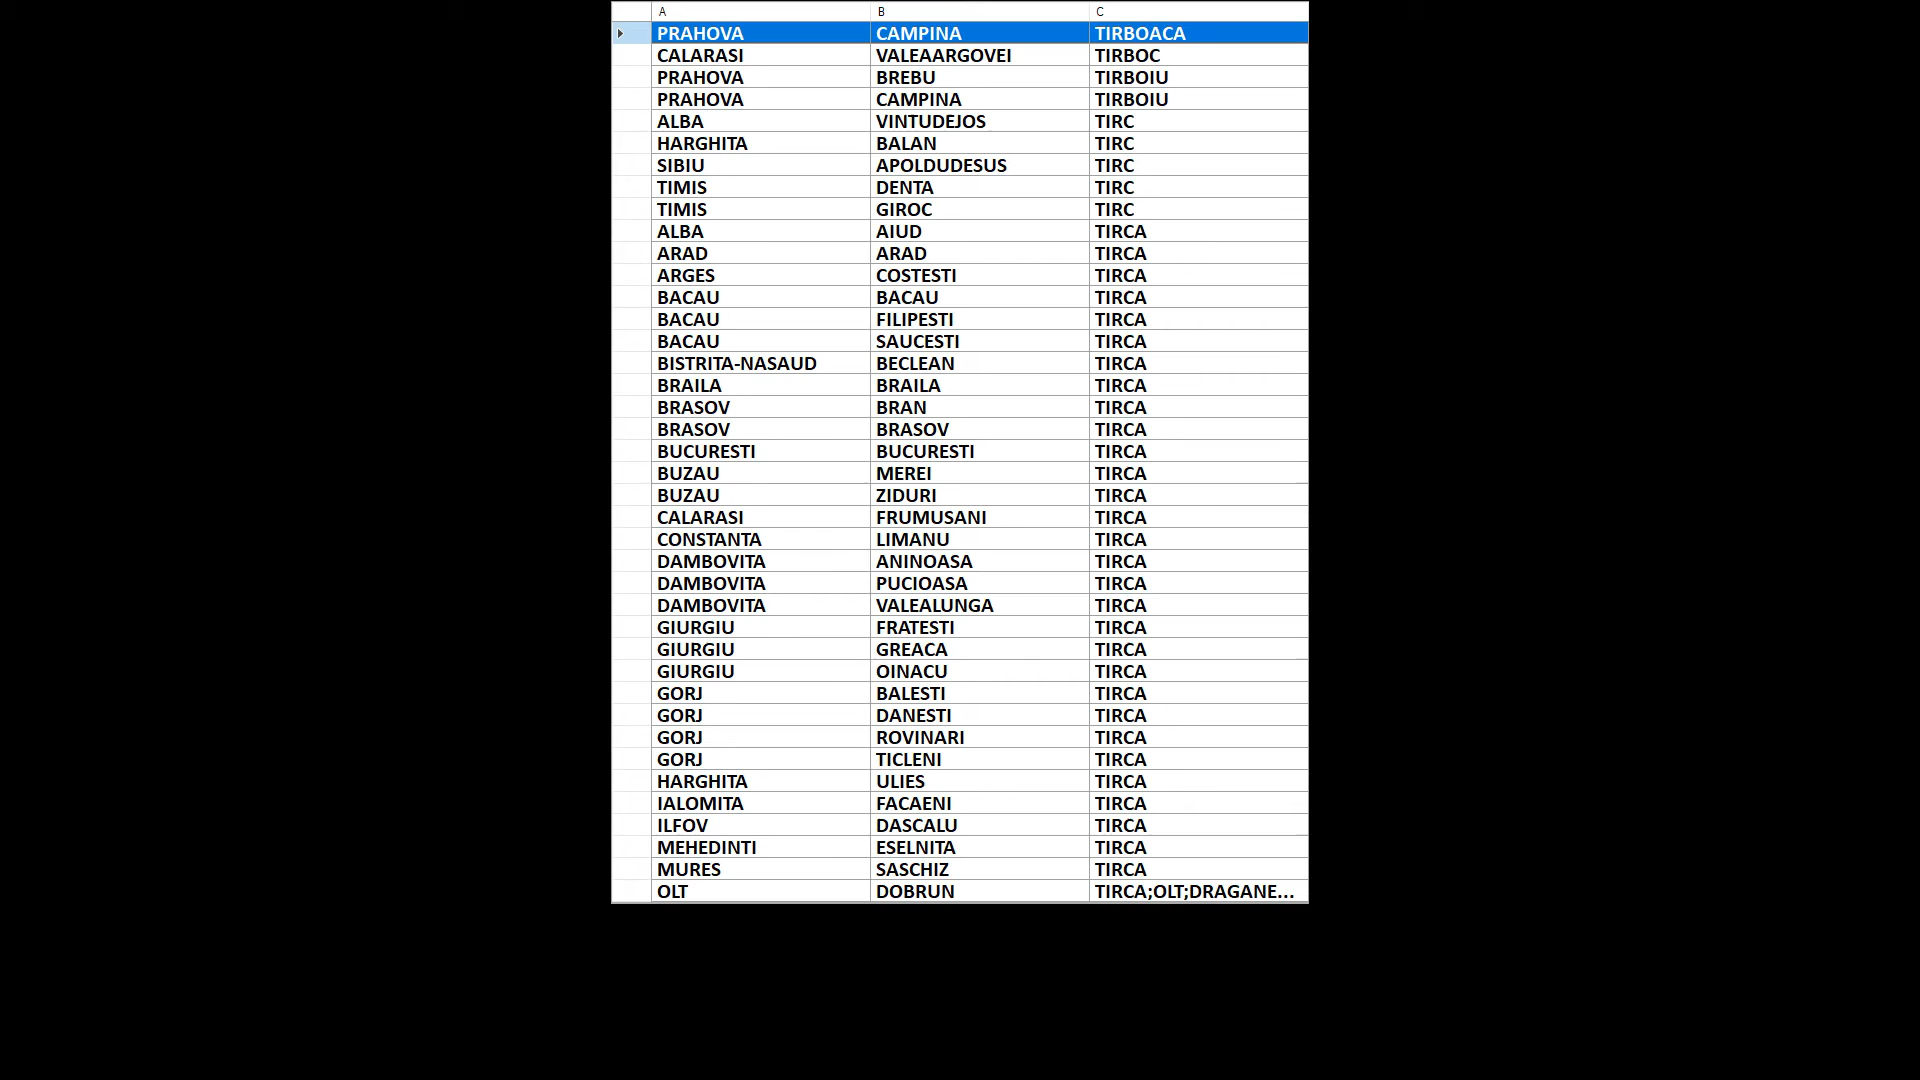 A B C
PRAHOVA CAMPINA TIRBOACA
CALARASI VALEAARGOVEI TIRBOC
PRAHOVA BREBU TIRBOIU
PRAHOVA CAMPINA TIRBOIU
ALBA VINTUDEJOS TIRC
HARGHITA BALAN TIRC
SIBIU APOLDUDESUS TIRC
TIMIS DENTA TIRC
TIMIS GIROC TIRC
ALBA AIUD TIRCA
ARAD ARAD TIRCA
ARGES COSTESTI TIRCA
BACAU BACAU TIRCA
BACAU FILIPESTI TIRCA
BACAU SAUCESTI TIRCA
BISTRITA-NASAUD BECLEAN TIRCA
BRAILA BRAILA TIRCA
BRASOV BRAN TIRCA
BRASOV BRASOV TIRCA
BUCURESTI BUCURESTI TIRCA
BUZAU MEREI TIRCA
BUZAU ZIDURI TIRCA
CALARASI FRUMUSANI TIRCA
CONSTANTA LIMANU TIRCA
DAMBOVITA ANINOASA TIRCA
DAMBOVITA PUCIOASA TIRCA
DAMBOVITA VALEALUNGA TIRCA
GIURGIU FRATESTI TIRCA
GIURGIU GREACA TIRCA
GIURGIU OINACU TIRCA
GORJ BALESTI TIRCA
GORJ DANESTI TIRCA
GORJ ROVINARI TIRCA
GORJ TICLENI TIRCA
HARGHITA ULIES TIRCA
IALOMITA FACAENI TIRCA
ILFOV DASCALU TIRCA
MEHEDINTI ESELNITA TIRCA
MURES SASCHIZ TIRCA
OLT DOBRUN TIRCA;OLT;DRAGANE...